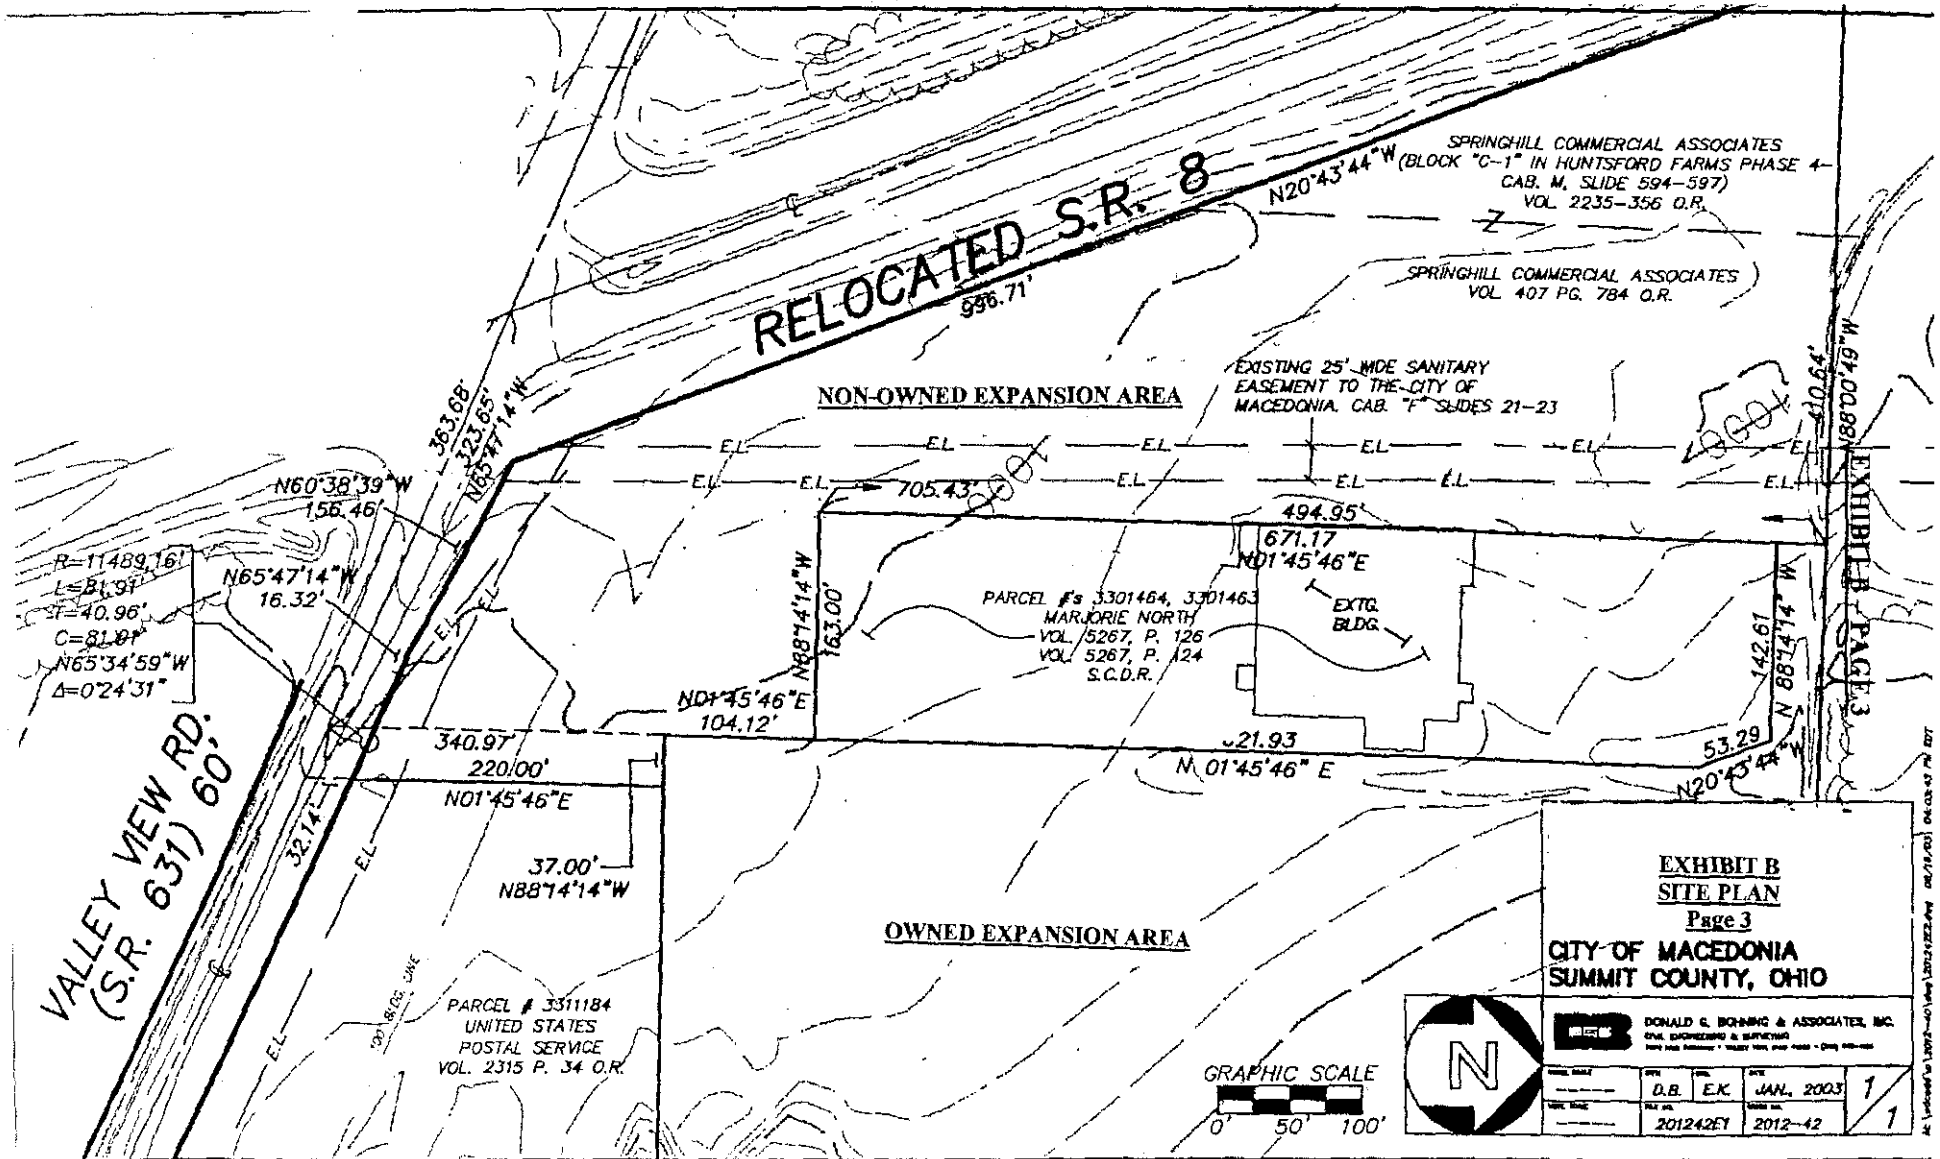 SPRINGHILL COMMERCIAL ASSOCIATES
(BLOCK "C-1" IN HUNTSFORD FARMS PHASE 4-
CAB. M, SLIDE 594-597)
VOL. 2235-356 O.R.
N20°43'44"W
RELOCATED S.R. 8
996.71'
SPRINGHILL COMMERCIAL ASSOCIATES
VOL. 407 PG. 784 O.R.
NON-OWNED EXPANSION AREA
EXISTING 25' WIDE SANITARY
EASEMENT TO THE CITY OF
MACEDONIA. CAB. "F" SLIDES 21-23
410.64'
N88°00'49"W
363.68'
323.65'
N65°47'14"W
E.L. E.L. E.L. E.L. E.L.
E.L. E.L. E.L. E.L. E.L. E.L.
N60°38'39"W
156.46'
705.43'
494.95'
671.17
N01°45'46"E
EXHIBIT B - PAGE 3
R=11489.16'
L=81.91'
T=40.96'
C=81.91'
N65°34'59"W
Δ=0°24'31"
N65°47'14"W
16.32'
E.L.
E.L.
N88°14'14"W
163.00'
PARCEL #s 3301464, 3301463
MARJORIE NORTH
VOL. 5267, P. 126
VOL. 5267, P. 124
S.C.D.R.
EXTG.
BLDG.
142.61
N 88°14'14" W
N01°45'46"E
104.12'
340.97'
220.00'
N01°45'46"E
21.93
N 01°45'46" E
53.29
N20°43'44"W
32.14'
E.L.
37.00'
N88°14'14"W
VALLEY VIEW RD.
(S.R. 631) 60'
OWNED EXPANSION AREA
100' BLDG. LINE
E.L.
PARCEL # 3311184
UNITED STATES
POSTAL SERVICE
VOL. 2315 P. 34 O.R.
GRAPHIC SCALE
0' 50' 100'
N
EXHIBIT B
SITE PLAN
Page 3
CITY OF MACEDONIA
SUMMIT COUNTY, OHIO
DONALD G. BOHNING & ASSOCIATES, INC.
CIVIL ENGINEERING & SURVEYING
D.B. E.K. JAN., 2003
201242E1 2012-42
1/1